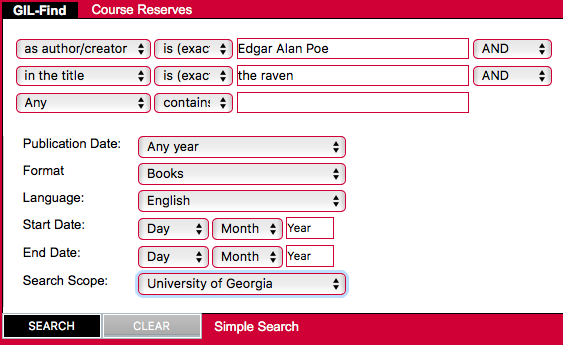 GIL-Find Course Reserves
as author/creator is (exac Edgar Alan Poe AND
in the title is (exac the raven AND
Any contains
Publication Date: Any year
Format Books
Language: English
Start Date: Day Month Year
End Date: Day Month Year
Search Scope: University of Georgia
SEARCH CLEAR Simple Search